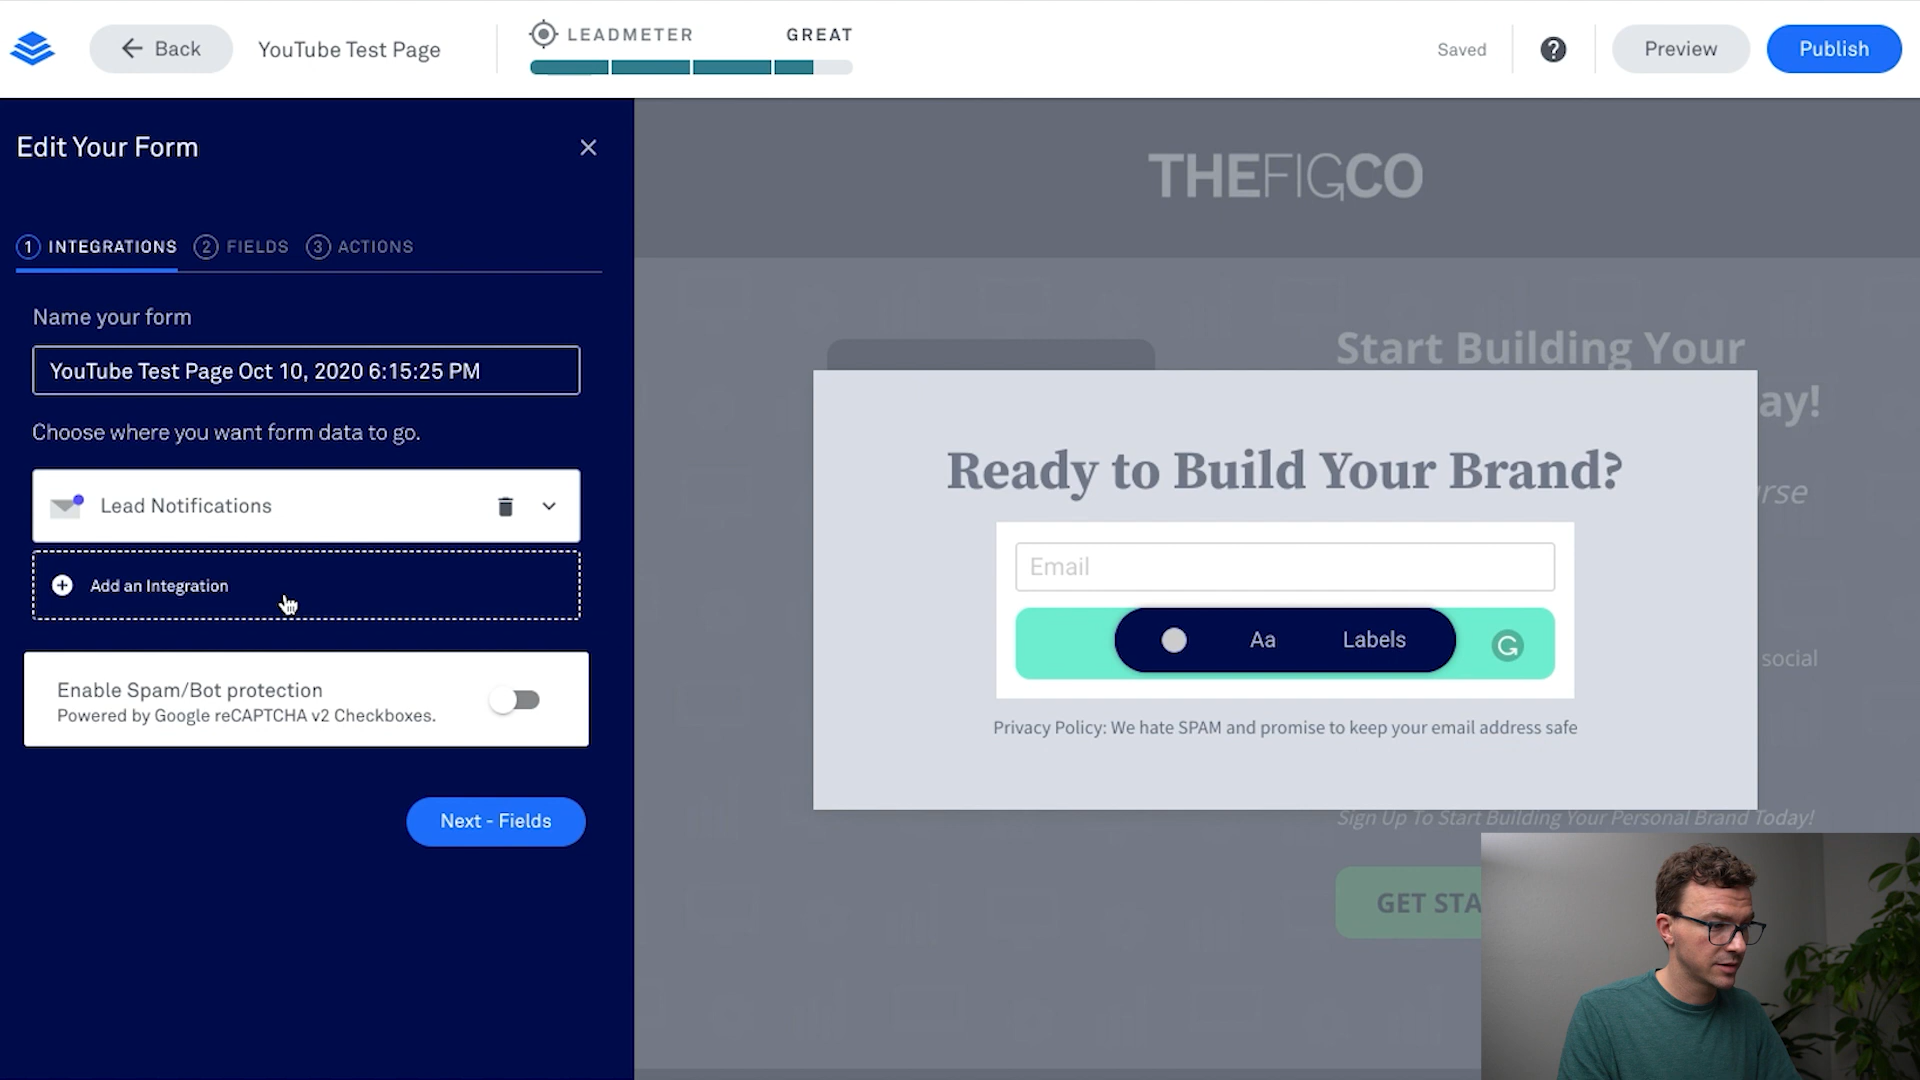 Back
YouTube Test Page
LEADMETER
GREAT
Saved
?
Preview
Publish
Edit Your Form
1 INTEGRATIONS
2 FIELDS
3 ACTIONS
Name your form
YouTube Test Page Oct 10, 2020 6:15:25 PM
Choose where you want form data to go.
Lead Notifications
Add an Integration
Enable Spam/Bot protection
Powered by Google reCAPTCHA v2 Checkboxes.
Next - Fields
THEFIGCO
Start Building Your
ay!
rse
Ready to Build Your Brand?
Email
Aa
Labels
G
social
Privacy Policy: We hate SPAM and promise to keep your email address safe
Sign Up To Start Building Your Personal Brand Today!
GET STA